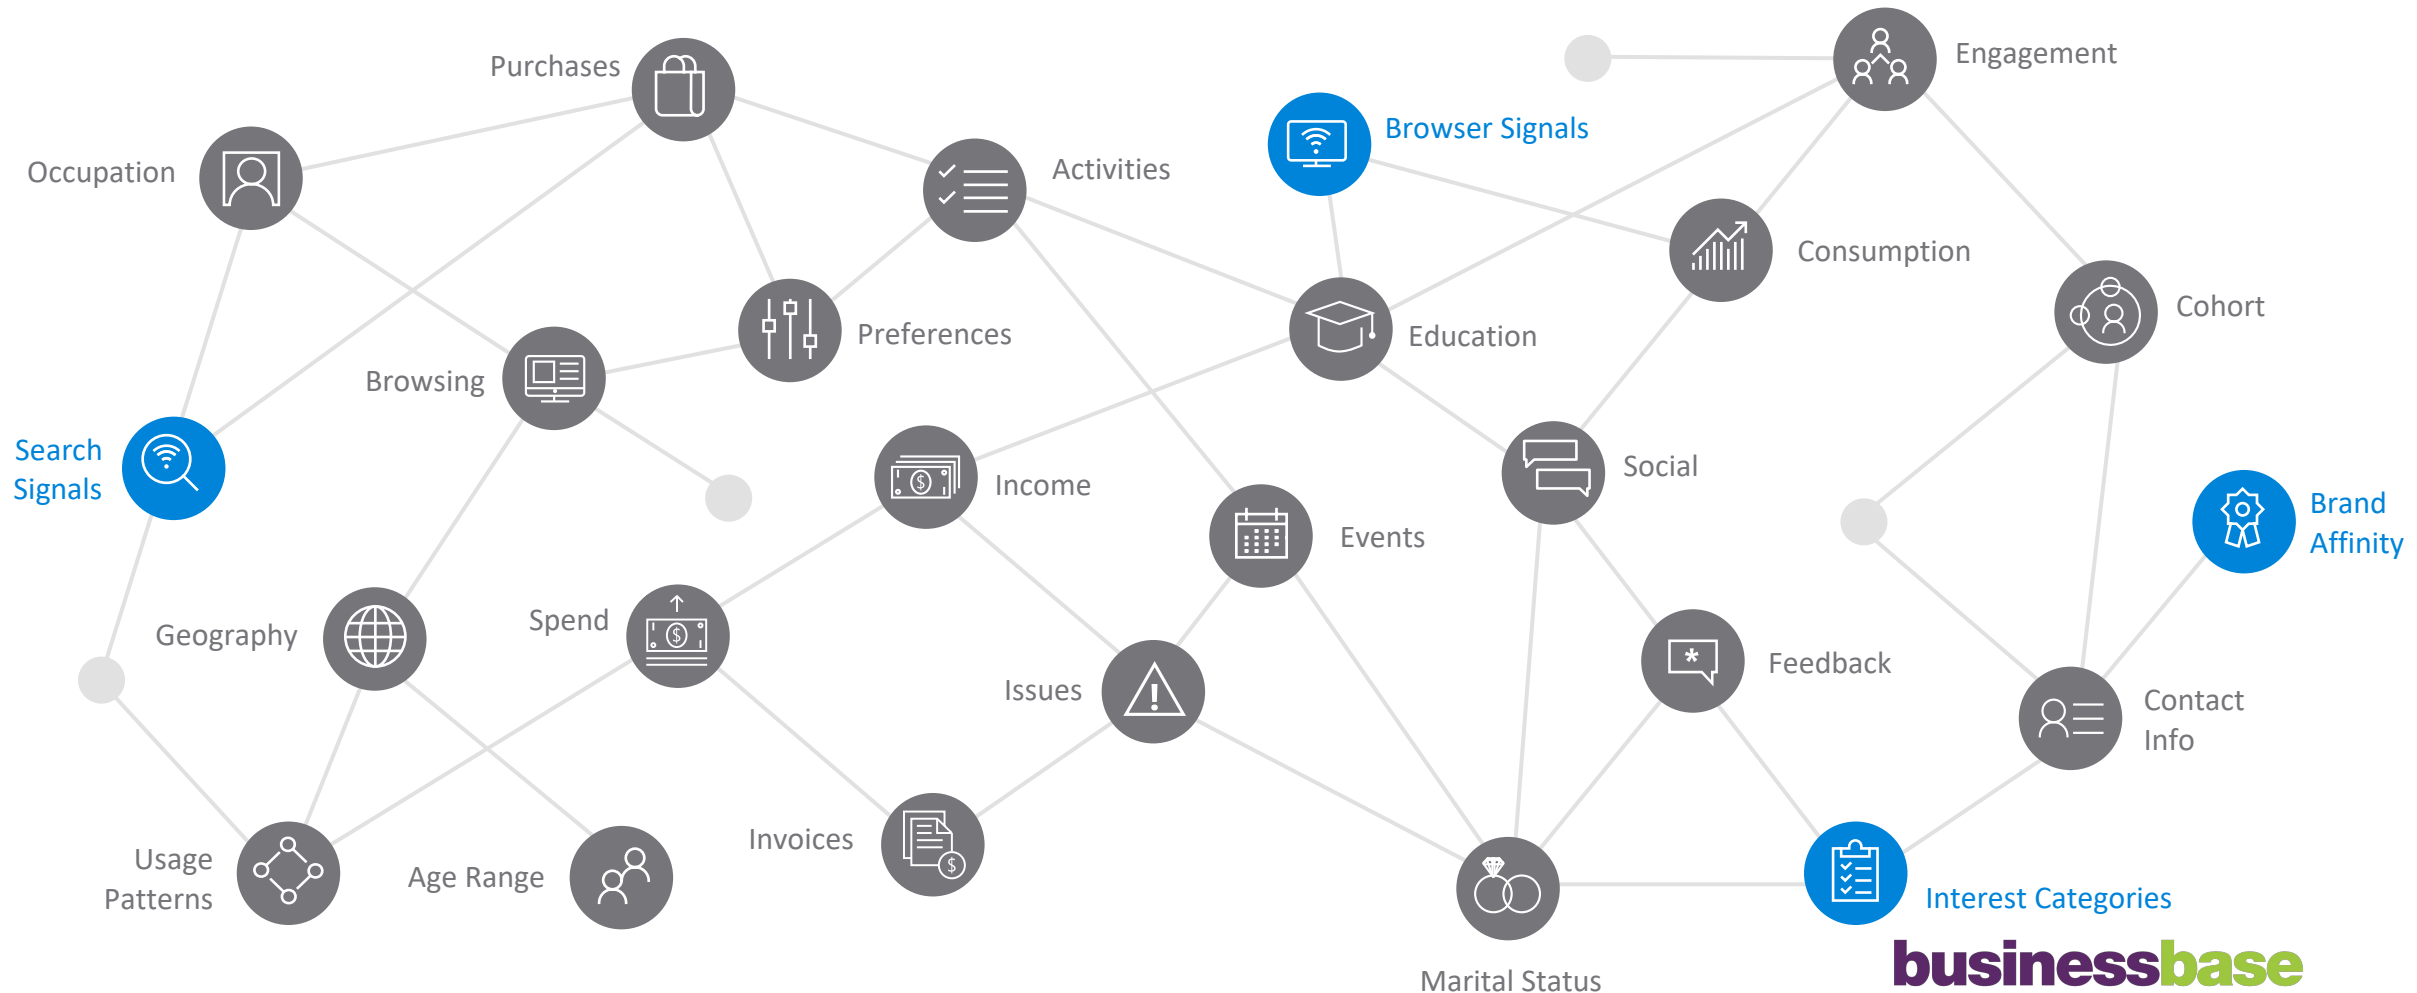 Purchases
Engagement
Browser Signals
Occupation
Activities
Consumption
Cohort
Preferences
Education
Browsing
Search
Signals
Income
Social
Events
Brand
Affinity
Geography
Spend
Issues
Feedback
Contact
Info
Usage
Patterns
Age Range
Invoices
Interest Categories
Marital Status
businessbase